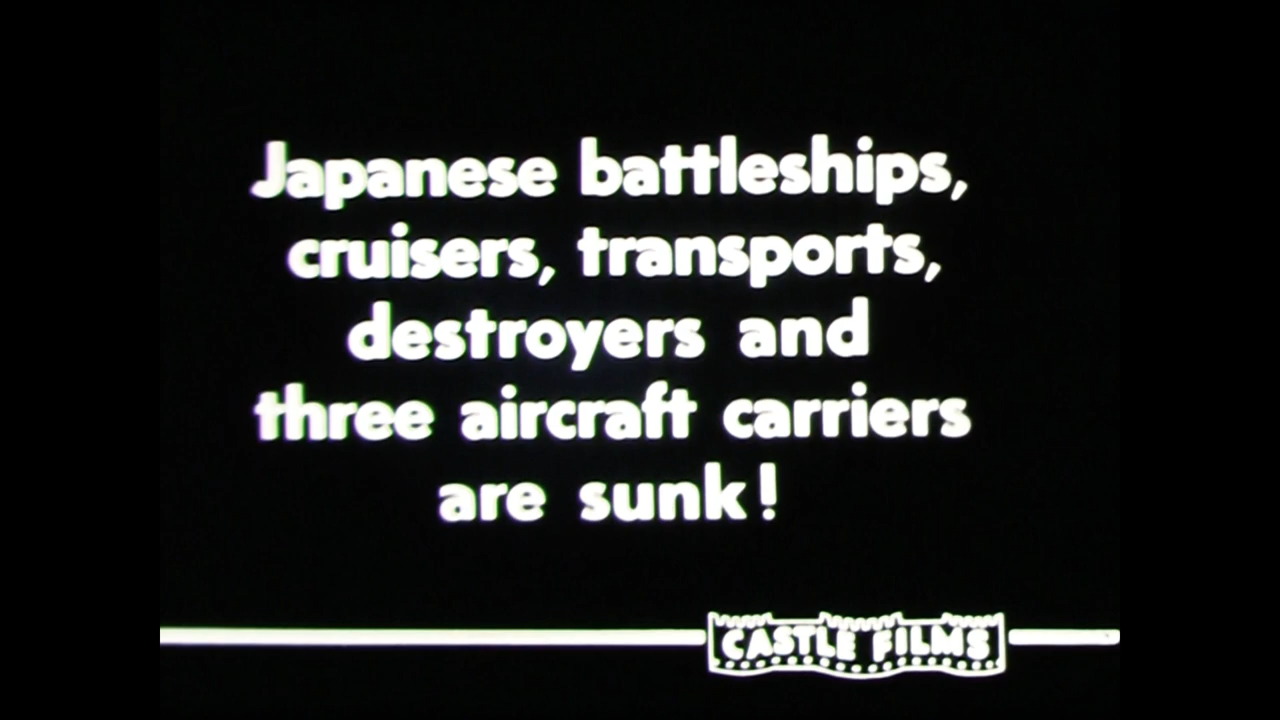 Japanese battleships,
cruisers, transports,
destroyers and
three aircraft carriers
are sunk!
CASTLE FILMS